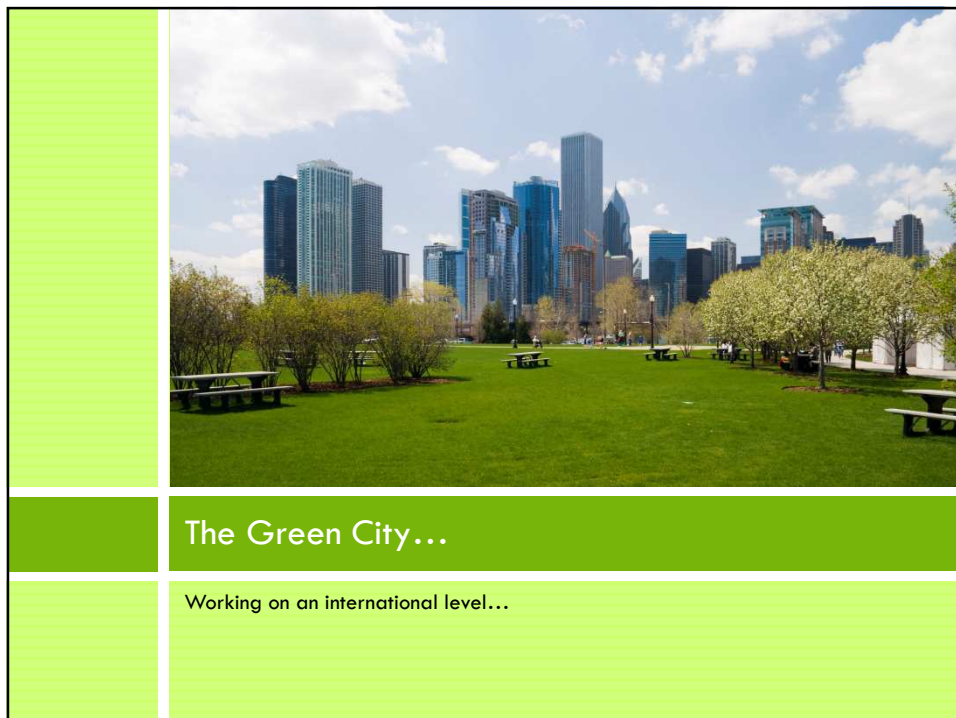 The Green City…
Working on an international level…